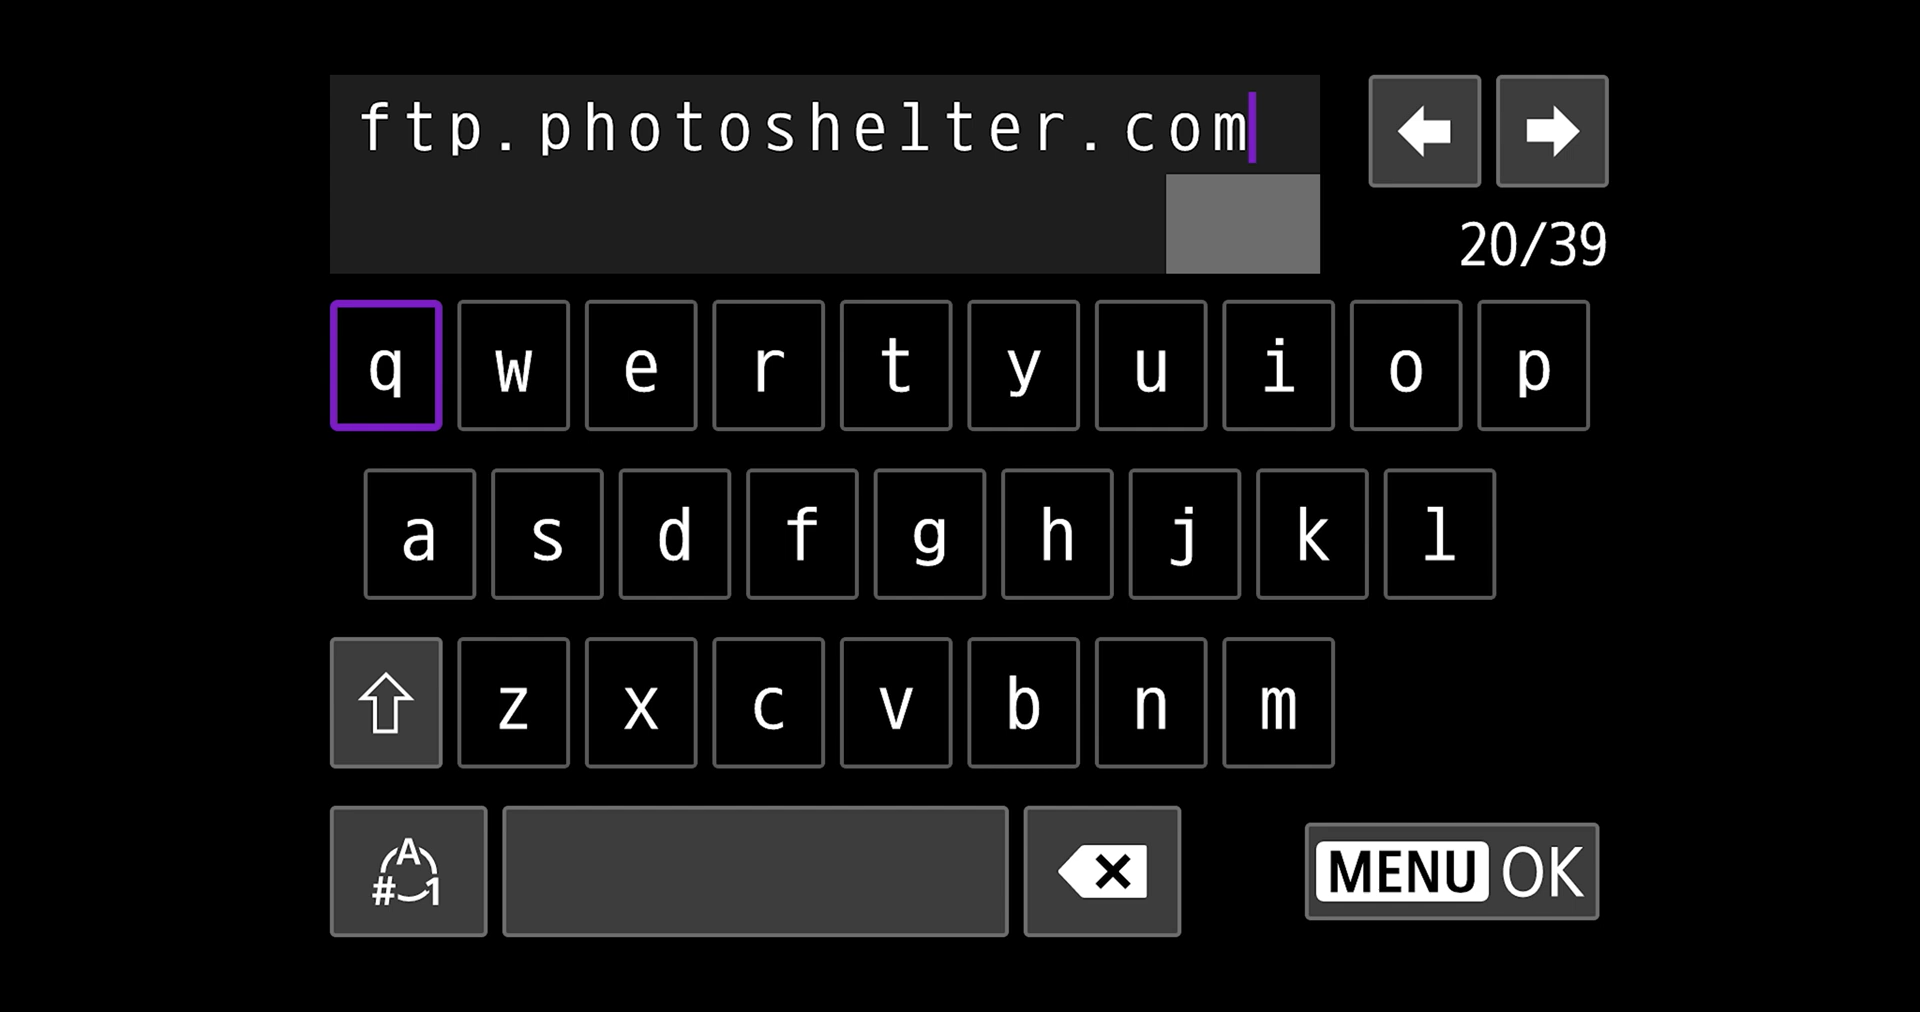 ftp.photoshelter.com
20/39
q w e r t y u i o p
a s d f g h j k l
z x c v b n m
A#1 MENU OK